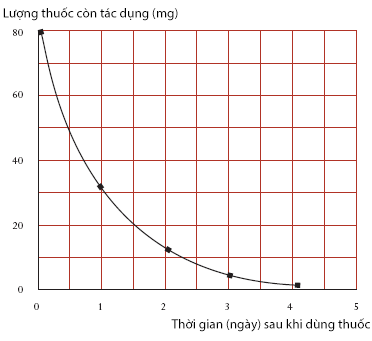 Lượng thuốc còn tác dụng (mg)
80
60
40
20
0
0 1 2 3 4 5
Thời gian (ngày) sau khi dùng thuốc